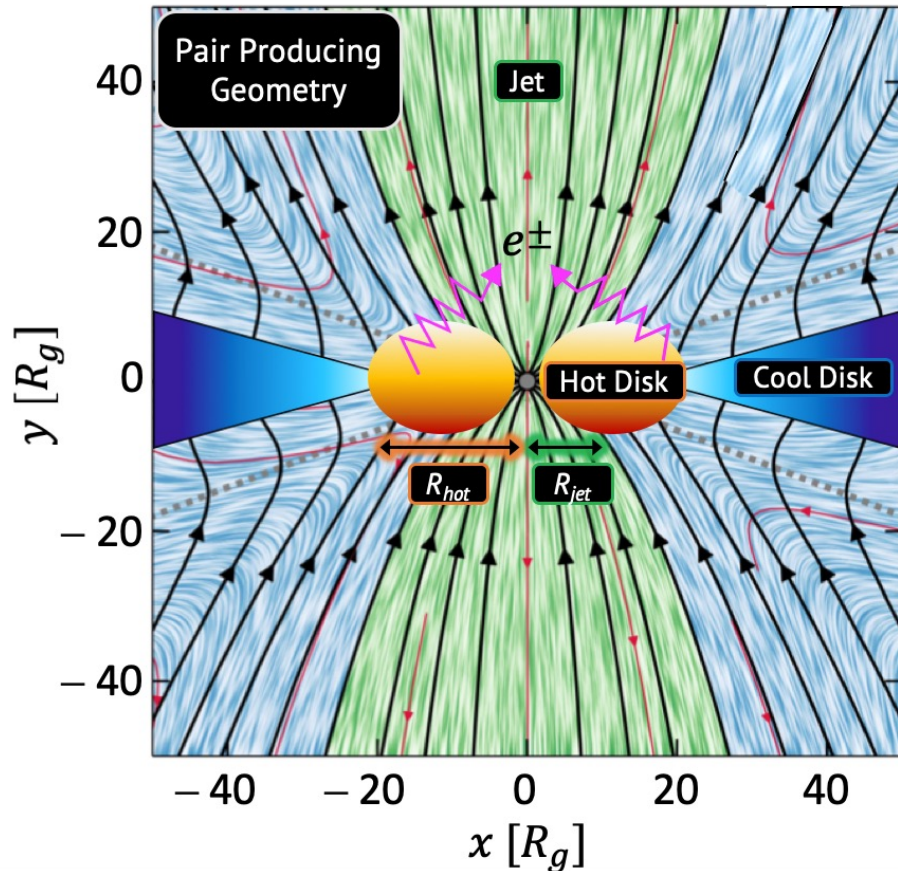 Pair Producing
Geometry
Jet
40
20
0
− 20
− 40
y [R_g]
e±
Hot Disk
Cool Disk
R_hot
R_jet
− 40
− 20
0
20
40
x [R_g]